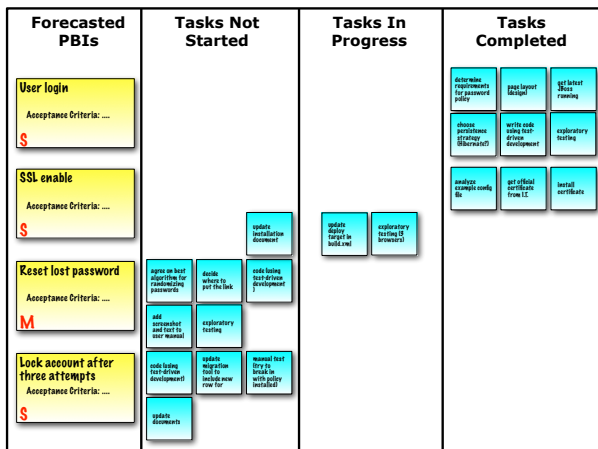 Forecasted
PBIs
Tasks Not
Started
Tasks In
Progress
Tasks
Completed
User login
Acceptance Criteria: ....
S
determine
requirements
for password
policy
page layout
(design)
get latest
JBoss
running
choose
persistence
strategy
(Hibernate?)
write code
using test-
driven
development
exploratory
testing
SSL enable
Acceptance Criteria: ....
S
update
installation
document
update
deploy
target in
build.xml
exploratory
testing (3
browsers)
analyze
example config
file
get official
certificate
from I.T.
install
certificate
Reset lost password
Acceptance Criteria: ....
M
agree on best
algorithm for
randomizing
passwords
decide
where to
put the link
code (using
test-driven
development
)
add
screenshot
and text to
user manual
exploratory
testing
Lock account after
three attempts
Acceptance Criteria: ....
S
code (using
test-driven
development)
update
migration
tool to
include new
row for
manual test
(try to
break in
with policy
installed)
update
documents